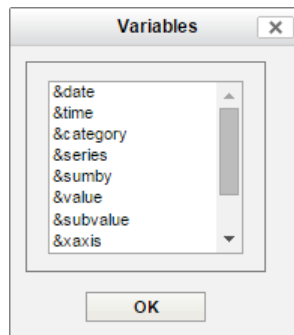 Variables
&date
&time
&category
&series
&sumby
&value
&subvalue
&xaxis
OK